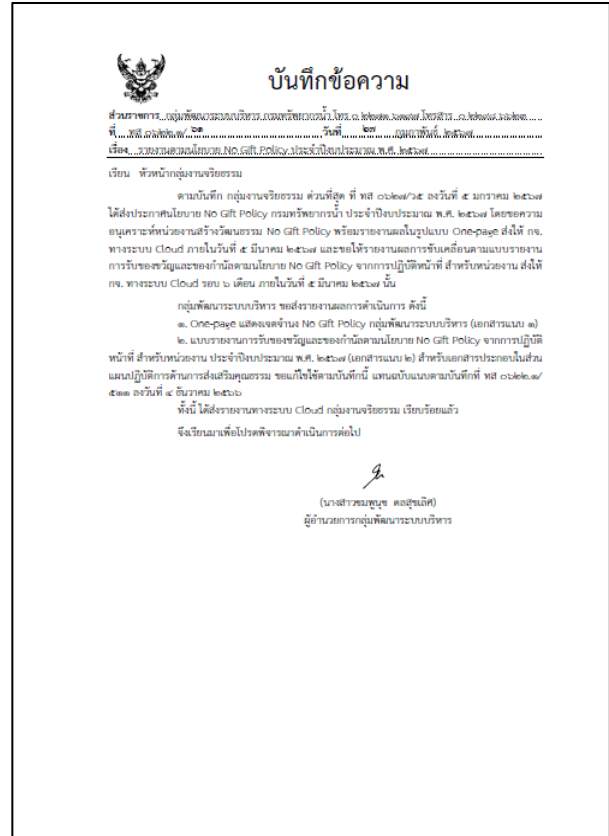 บันทึกข้อความ
ส่วนราชการ กลุ่มพัฒนาระบบบริหาร กรมทรัพยากรน้ำ โทร ๐ ๒๒๗๑ ๖๐๐๐ โทรสาร ๐
ที่ ทส ๐๖๒๒.๑/ ๖๑ วันที่ ๒๗ กุมภาพันธ์ ๒๕๖๗
เรื่อง รายงานตามนโยบาย No Gift Policy ประจำปีงบประมาณ พ.ศ. ๒๕๖๗
เรียน หัวหน้ากลุ่มงานจริยธรรม
ตามบันทึก กลุ่มงานจริยธรรม ด่วนที่สุด ที่ ทส ๐๖๒๗/ว๕ ลงวันที่ ๕ มกราคม ๒๕๖๗
ได้ส่งประกาศนโยบาย No Gift Policy กรมทรัพยากรน้ำ ประจำปีงบประมาณ พ.ศ. ๒๕๖๗ โดยขอความ
อนุเคราะห์หน่วยงานสร้างวัฒนธรรม No Gift Policy พร้อมรายงานผลในรูปแบบ One-page ส่งให้ กจ.
ทางระบบ Cloud ภายในวันที่ ๕ มีนาคม ๒๕๖๗ และขอให้รายงานผลการขับเคลื่อนตามแบบรายงาน
การรับของขวัญและของกำนัลตามนโยบาย No Gift Policy จากการปฏิบัติหน้าที่ สำหรับหน่วยงาน ส่งให้
กจ. ทางระบบ Cloud รอบ ๖ เดือน ภายในวันที่ ๕ มีนาคม ๒๕๖๗ นั้น
กลุ่มพัฒนาระบบบริหาร ขอส่งรายงานผลการดำเนินการ ดังนี้
๑. One-page แสดงเจตจำนง No Gift Policy กลุ่มพัฒนาระบบบริหาร (เอกสารแนบ ๑)
๒. แบบรายงานการรับของขวัญและของกำนัลตามนโยบาย No Gift Policy จากการปฏิบัติ
หน้าที่ สำหรับหน่วยงาน ประจำปีงบประมาณ พ.ศ. ๒๕๖๗ (เอกสารแนบ ๒) สำหรับเอกสารประกอบในส่วน
แผนปฏิบัติการด้านการส่งเสริมคุณธรรม ขอแก้ไขใช้ตามบันทึกนี้ แทนฉบับแนบตามบันทึกที่ ทส ๐๖๒๒.๑/
๕๑๑ ลงวันที่ ๔ ธันวาคม ๒๕๖๖
ทั้งนี้ ได้ส่งรายงานทางระบบ Cloud กลุ่มงานจริยธรรม เรียบร้อยแล้ว
จึงเรียนมาเพื่อโปรดพิจารณาดำเนินการต่อไป
(นางสาวชมพูนุช ดลสุขเลิศ)
ผู้อำนวยการกลุ่มพัฒนาระบบบริหาร